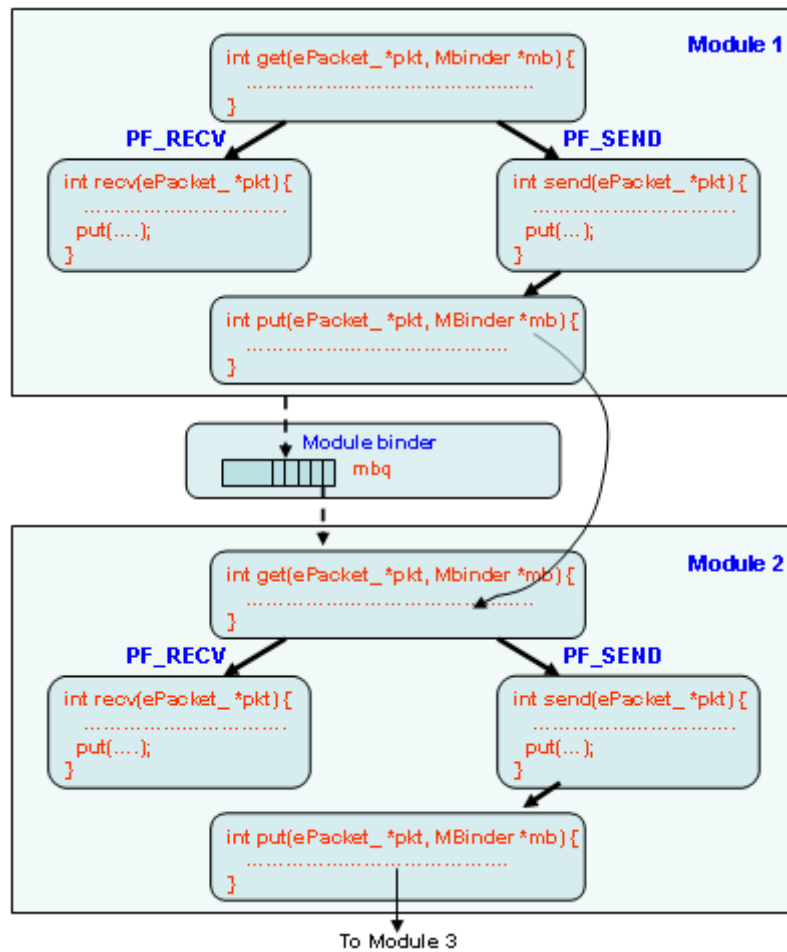 Module 1
int get(ePacket_ *pkt, Mbinder *mb) {
...............................................
}
PF_RECV
PF_SEND
int recv(ePacket_ *pkt) {
..................................
put(....);
}
int send(ePacket_ *pkt) {
..................................
put(...);
}
int put(ePacket_ *pkt, MBinder *mb) {
...........................................
}
Module binder
mbq
Module 2
int get(ePacket_ *pkt, Mbinder *mb) {
...............................................
}
PF_RECV
PF_SEND
int recv(ePacket_ *pkt) {
..................................
put(....);
}
int send(ePacket_ *pkt) {
..................................
put(...);
}
int put(ePacket_ *pkt, MBinder *mb) {
...........................................
}
To Module 3